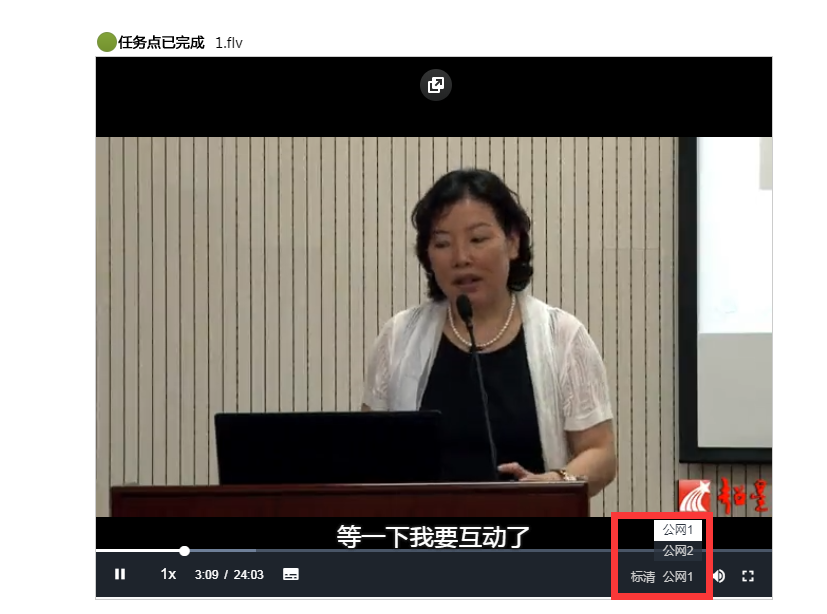 任务点已完成 1.flv
等一下我要互动了
公网1
公网2
1x 3:09 / 24:03 标清 公网1